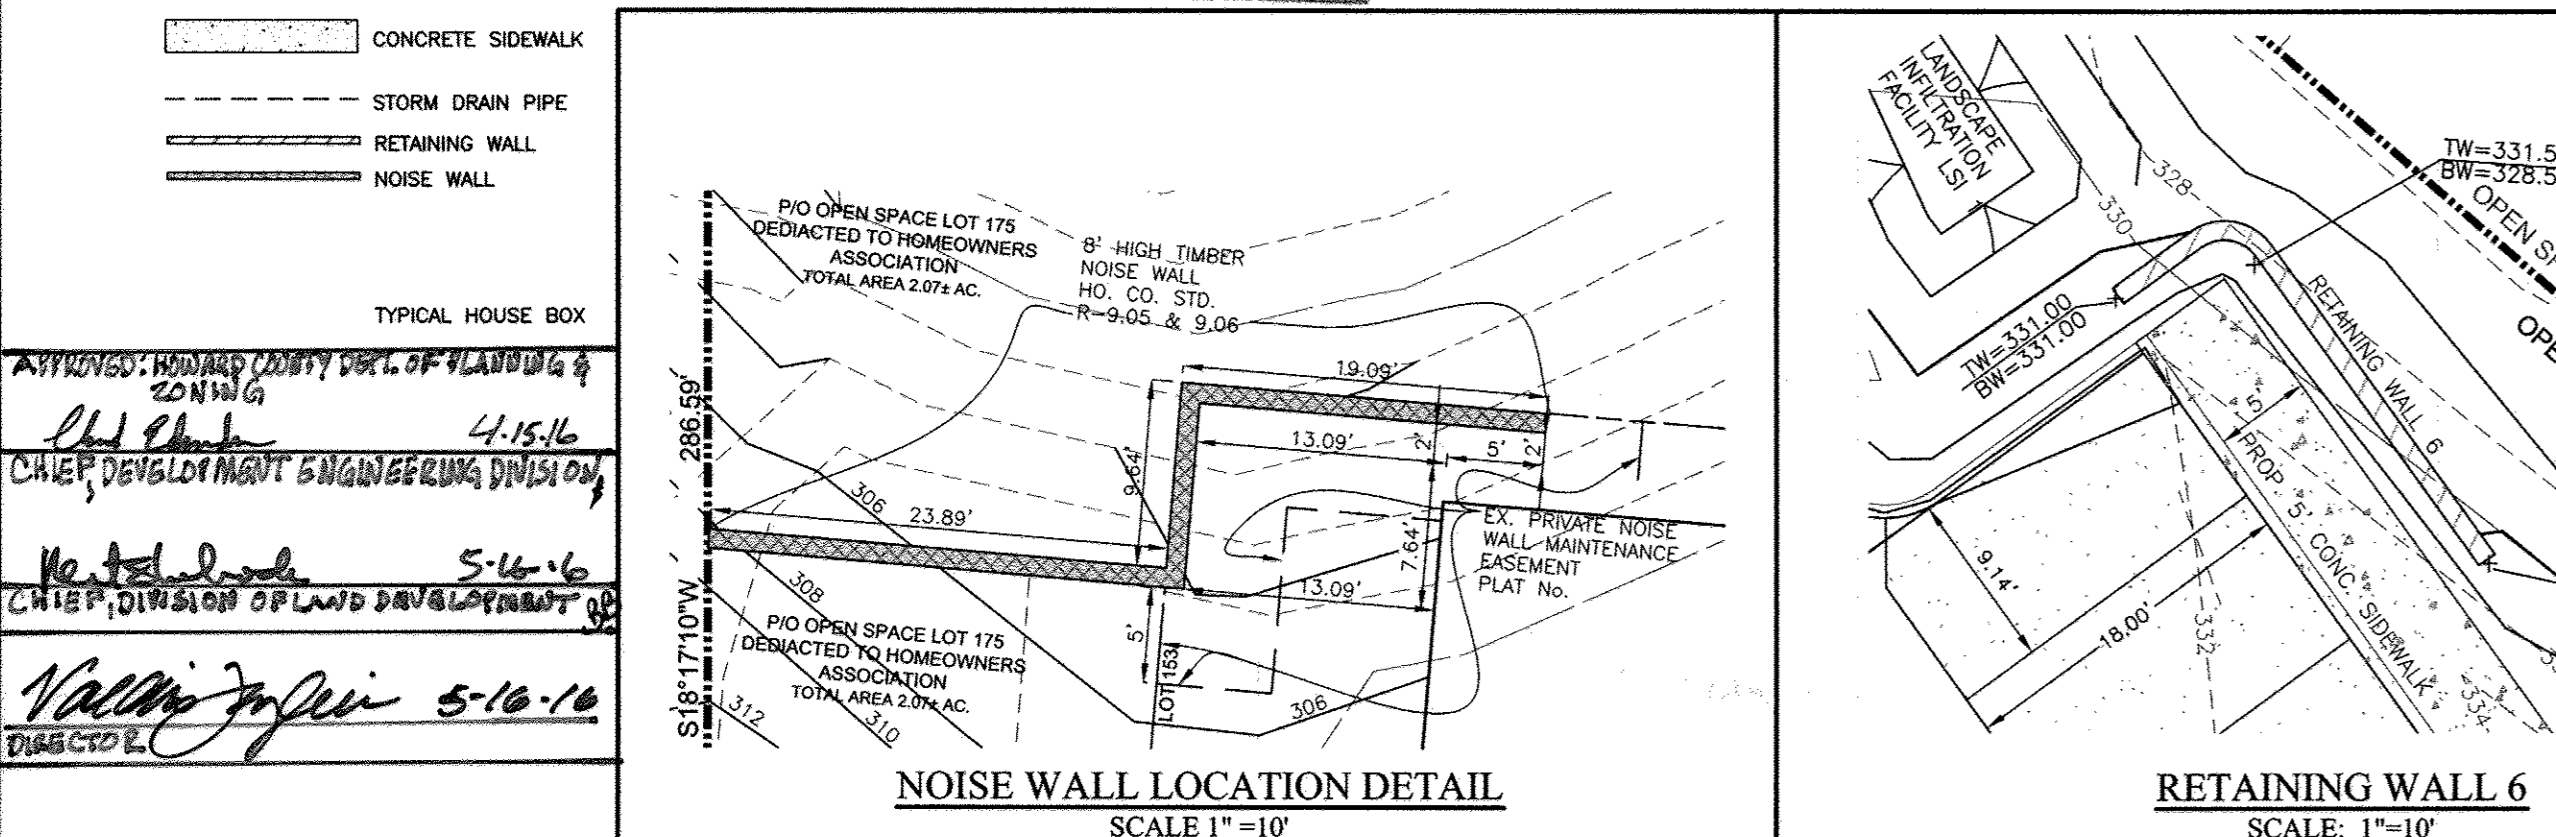 CONCRETE SIDEWALK
STORM DRAIN PIPE
RETAINING WALL
NOISE WALL
TYPICAL HOUSE BOX
APPROVED: HOWARD COUNTY DEPT. OF PLANNING &
ZONING
4.15.16
CHIEF, DEVELOPMENT ENGINEERING DIVISION
CHIEF, DIVISION OF LAND DEVELOPMENT
5-16-16
DIRECTOR
P/O OPEN SPACE LOT 175
DEDIACTED TO HOMEOWNERS
ASSOCIATION
TOTAL AREA 2.07± AC.
8' HIGH TIMBER
NOISE WALL
HO. CO. STD.
R-9.05 & 9.06
286.59'
S18°17'10"W
19.09'
13.09'
2'
5'
2'
9.64'
306
23.89'
7.64'
EX. PRIVATE NOISE
WALL MAINTENANCE
EASEMENT
PLAT No.
13.09'
308
5'
P/O OPEN SPACE LOT 175
DEDIACTED TO HOMEOWNERS
ASSOCIATION
TOTAL AREA 2.07± AC.
LOT 153
306
312
310
NOISE WALL LOCATION DETAIL
SCALE 1" =10'
LANDSCAPE
INFILTRATION
FACILITY LSI
328
330
TW=331.5
BW=328.5
OPEN SP
OPE
TW=331.00
BW=331.00
RETAINING WALL 6
5'
PROP 5' CONC. SIDEWALK
9.14'
18.00'
332
334
RETAINING WALL 6
SCALE: 1"=10'